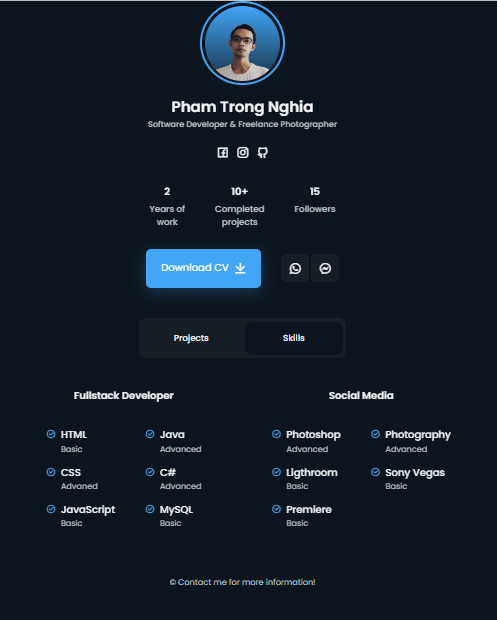 Pham Trong Nghia
Software Developer & Freelance Photographer
2
Years of
work
10+
Completed
projects
15
Followers
Download CV
Projects
Skills
Fullstack Developer
HTML
Basic
Java
Advanced
CSS
Advaned
C#
Advanced
JavaScript
Basic
MySQL
Basic
Social Media
Photoshop
Advanced
Photography
Advanced
Ligthroom
Basic
Sony Vegas
Basic
Premiere
Basic
© Contact me for more information!